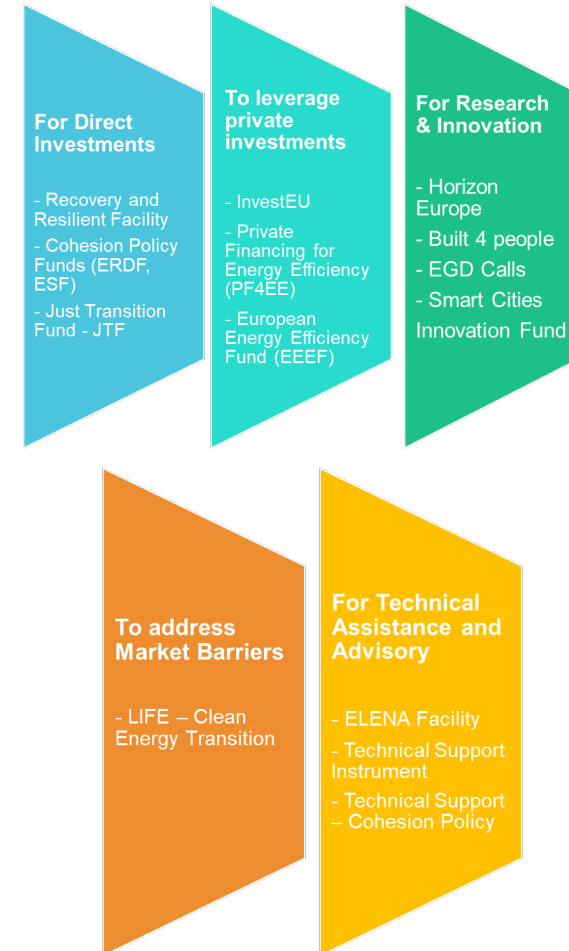 For Direct
Investments
- Recovery and
Resilient Facility
- Cohesion Policy
Funds (ERDF,
ESF)
- Just Transition
Fund - JTF
To leverage
private
investments
- InvestEU
- Private
Financing for
Energy Efficiency
(PF4EE)
- European
Energy Efficiency
Fund (EEEF)
For Research
& Innovation
- Horizon
Europe
- Built 4 people
- EGD Calls
- Smart Cities
Innovation Fund
To address
Market Barriers
- LIFE – Clean
Energy Transition
For Technical
Assistance and
Advisory
- ELENA Facility
- Technical Support
Instrument
- Technical Support
– Cohesion Policy